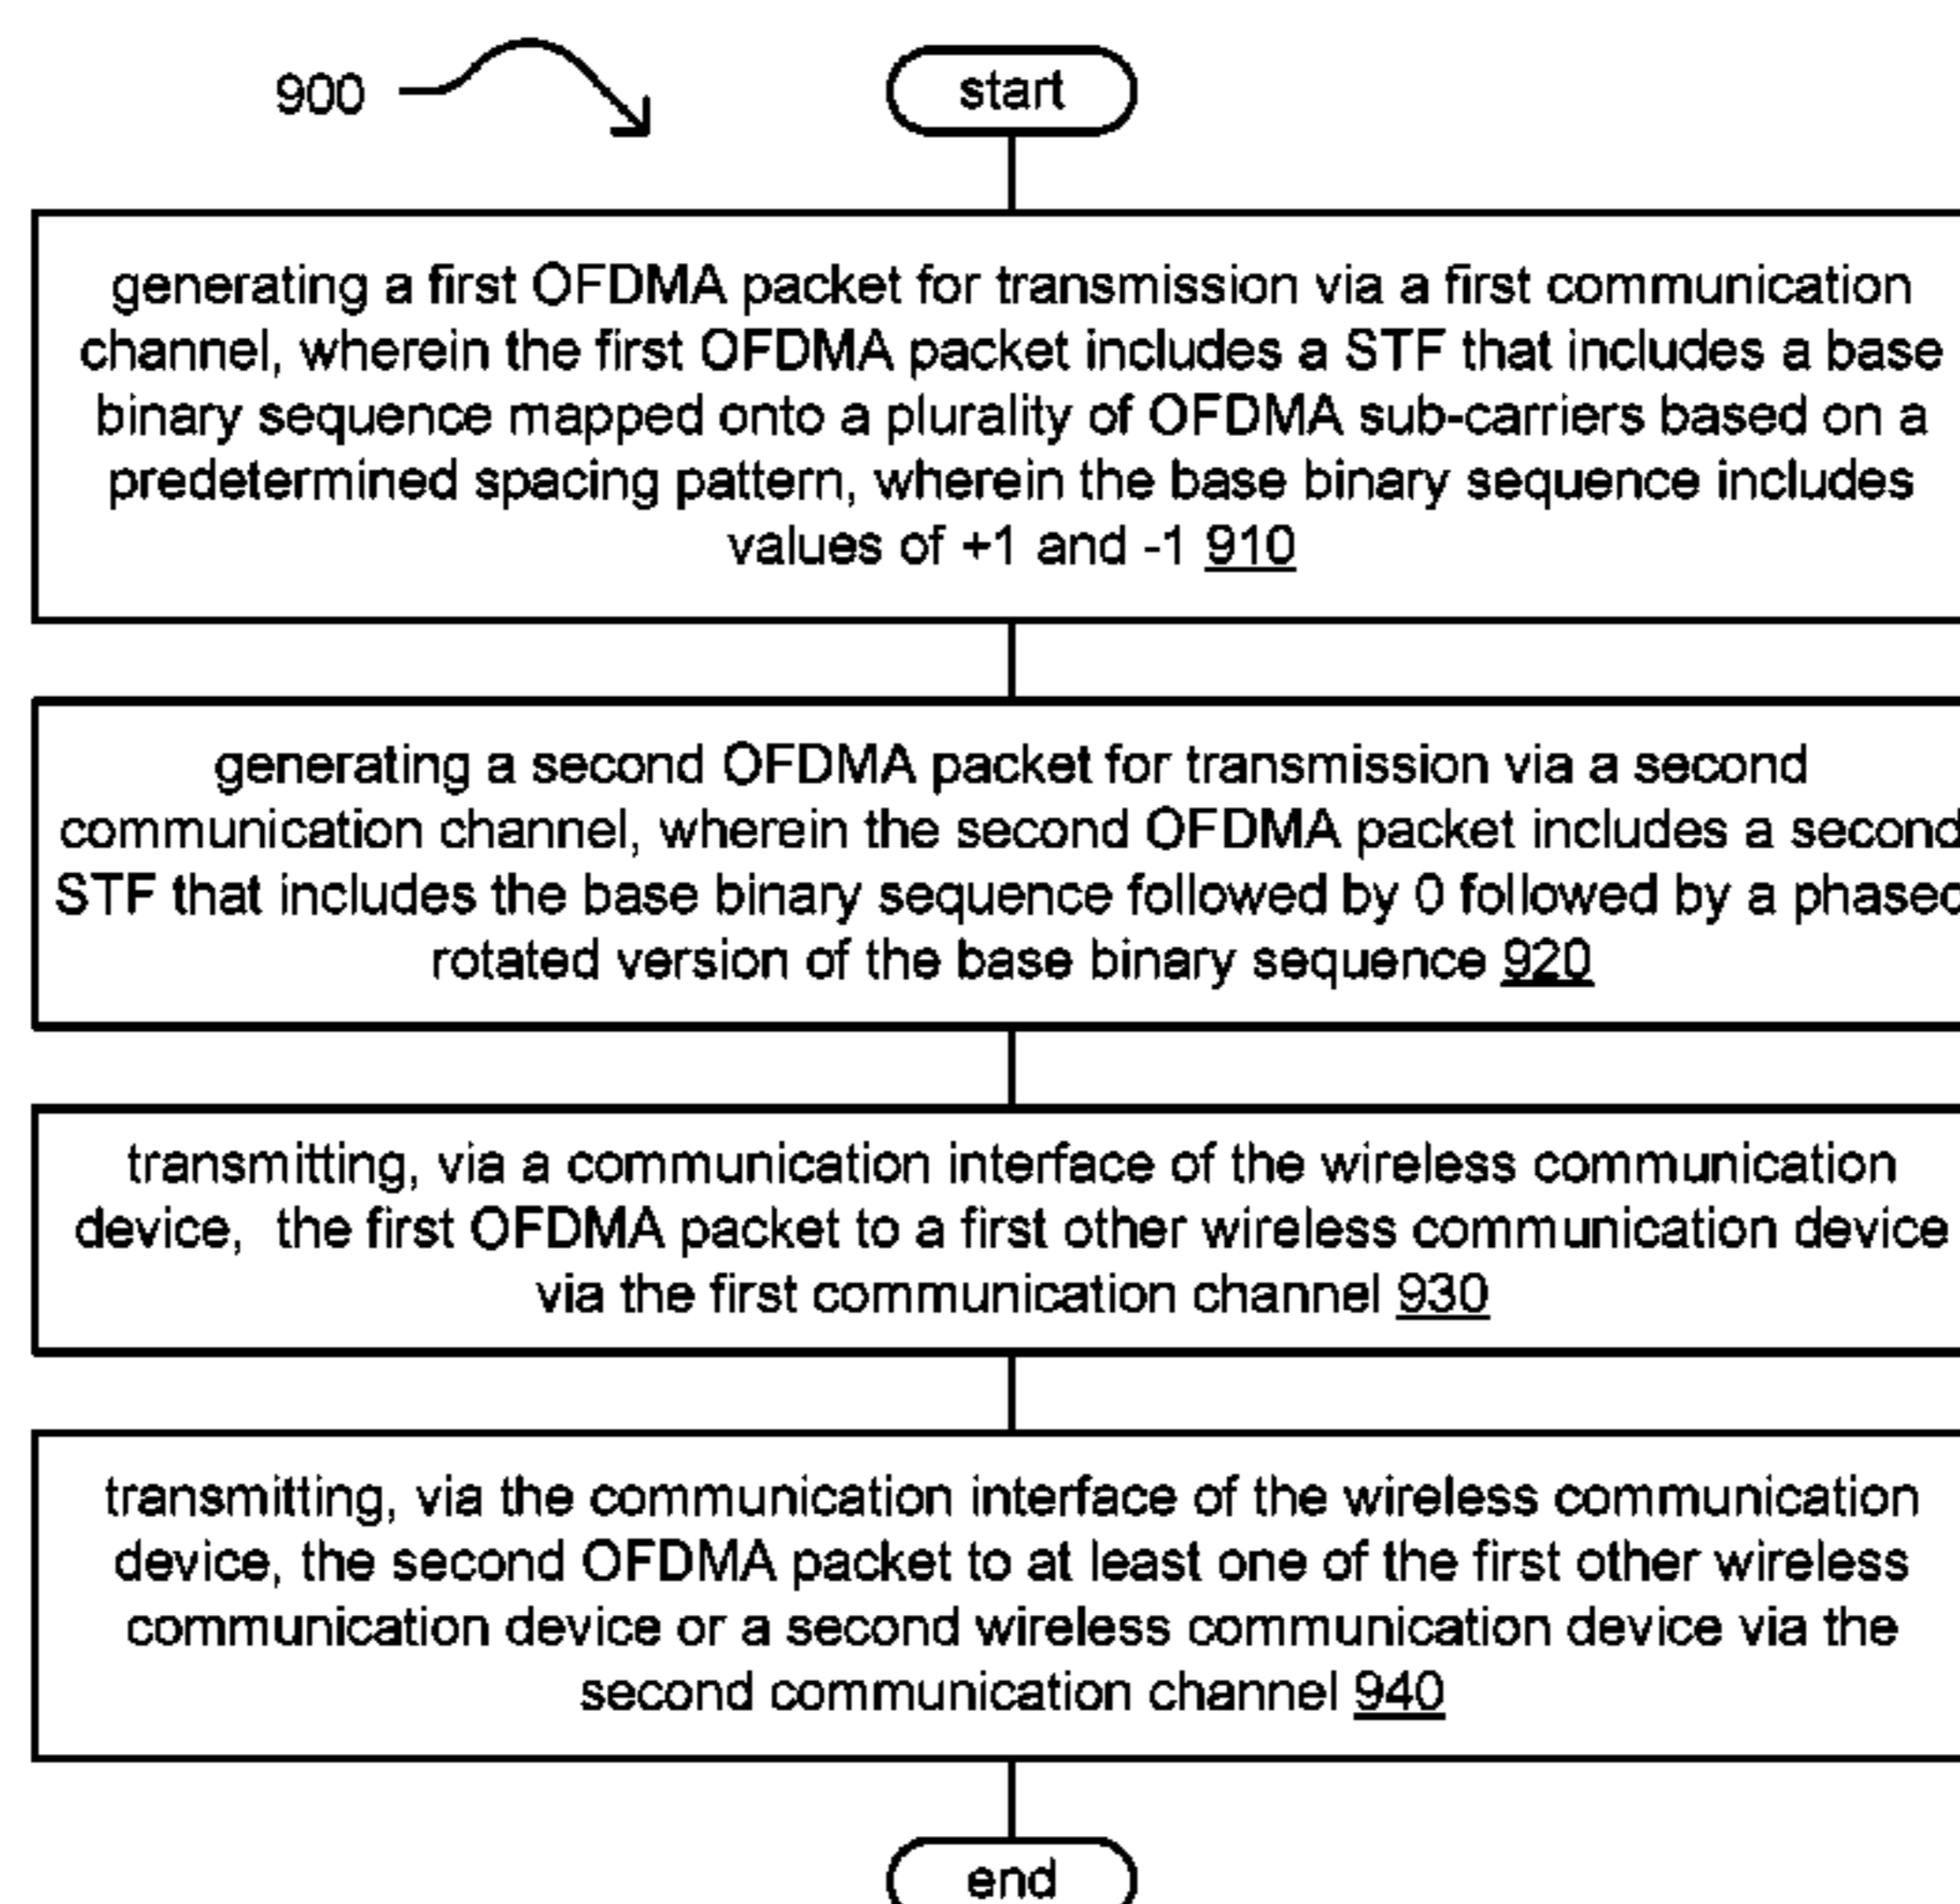 900
start
generating a first OFDMA packet for transmission via a first communication
channel, wherein the first OFDMA packet includes a STF that includes a base
binary sequence mapped onto a plurality of OFDMA sub-carriers based on a
predetermined spacing pattern, wherein the base binary sequence includes
values of +1 and -1 910
generating a second OFDMA packet for transmission via a second
communication channel, wherein the second OFDMA packet includes a second
STF that includes the base binary sequence followed by 0 followed by a phased
rotated version of the base binary sequence 920
transmitting, via a communication interface of the wireless communication
device, the first OFDMA packet to a first other wireless communication device
via the first communication channel 930
transmitting, via the communication interface of the wireless communication
device, the second OFDMA packet to at least one of the first other wireless
communication device or a second wireless communication device via the
second communication channel 940
end